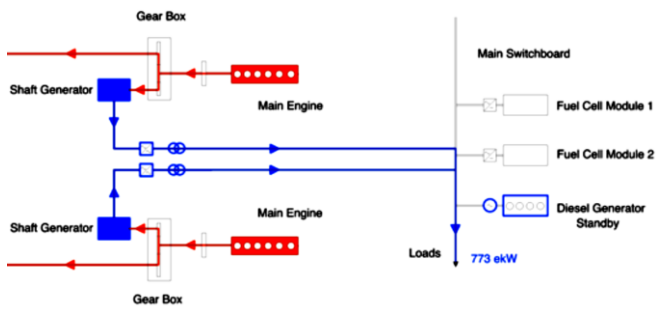 Gear Box
Main Switchboard
Shaft Generator
Main Engine
Fuel Cell Module 1
Fuel Cell Module 2
Main Engine
Diesel Generator
Standby
Shaft Generator
Loads
773 ekW
Gear Box